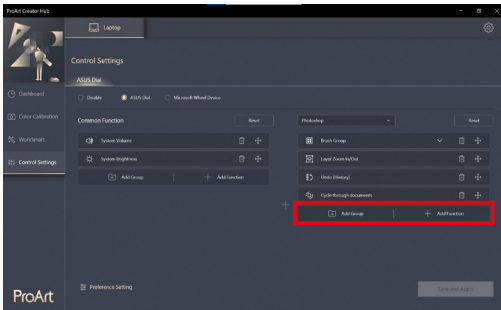 ProArt Creator Hub
Laptop
Control Settings
ASUS Dial
Dashboard
Disable
ASUS Dial
Microsoft Wheel Device
Color Calibration
Common Function
Reset
Photoshop
Reset
WorkSmart
System Volume
Brush Group
Control Settings
System Brightness
Layer Zoom In/Out
Add Group
Add Function
Undo (History)
Cycle through documents
Add Group
Add Function
Preference Setting
Save and Apply
ProArt